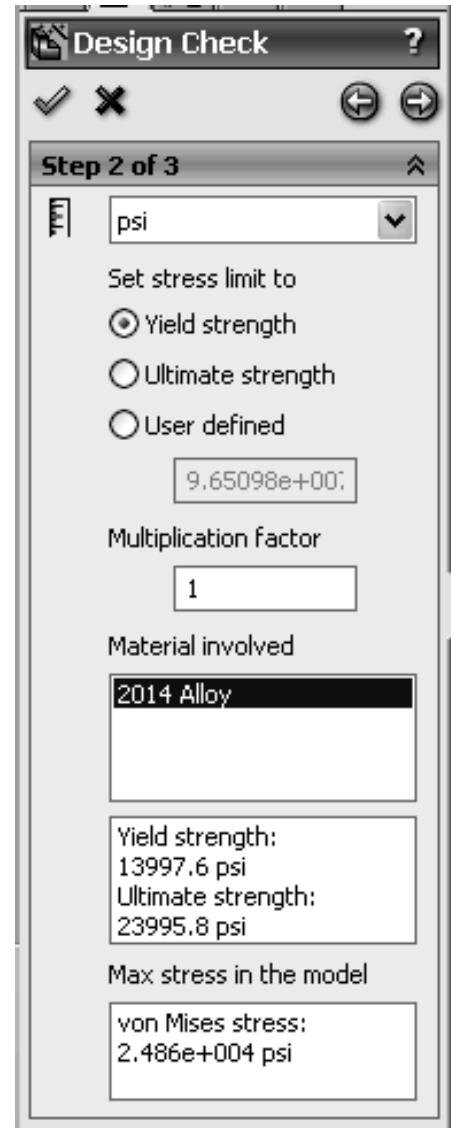 Design Check ?
Step 2 of 3
psi
Set stress limit to
Yield strength
Ultimate strength
User defined
9.65098e+007
Multiplication factor
1
Material involved
2014 Alloy
Yield strength:
13997.6 psi
Ultimate strength:
23995.8 psi
Max stress in the model
von Mises stress:
2.486e+004 psi